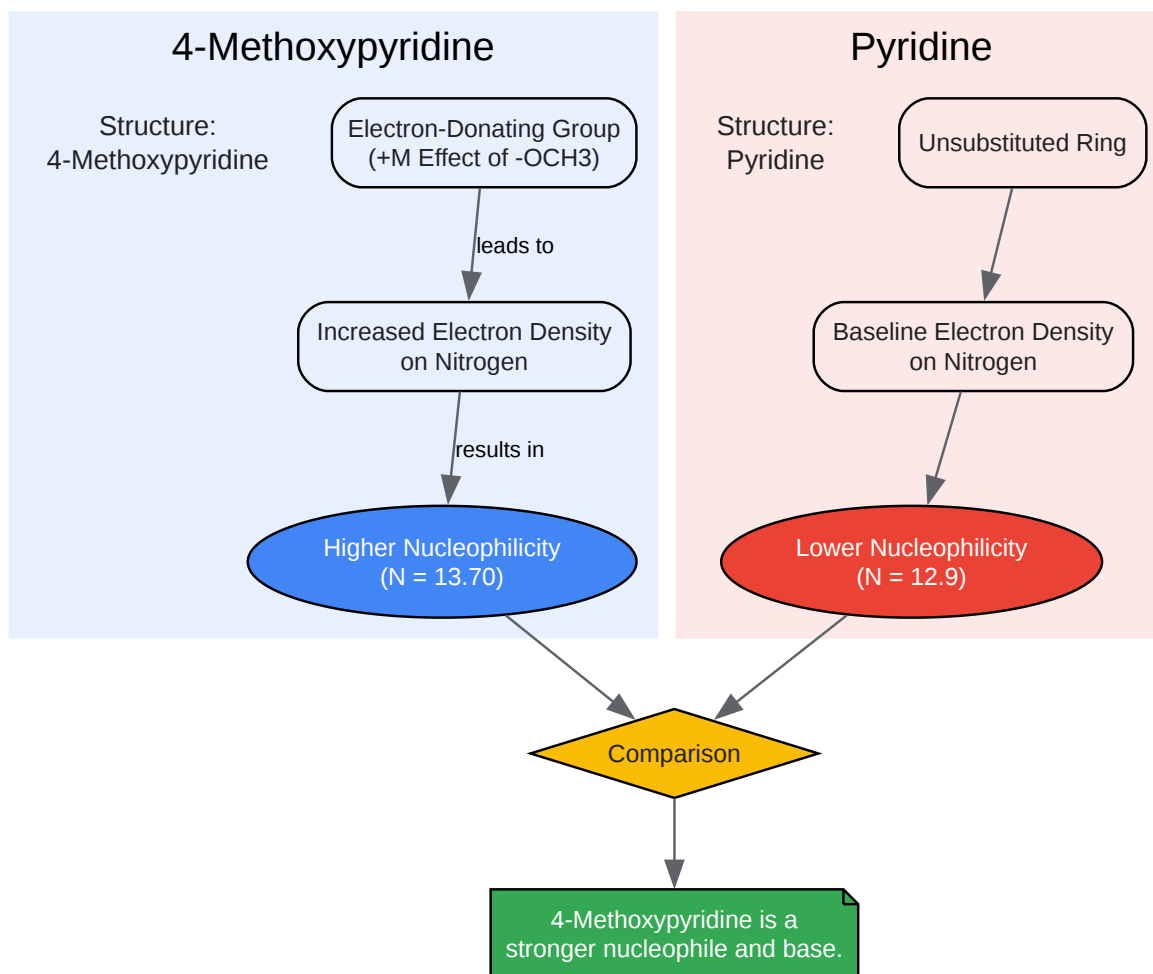 4-Methoxypyridine
Structure:
4-Methoxypyridine
Electron-Donating Group
(+M Effect of -OCH3)
leads to
Increased Electron Density
on Nitrogen
results in
Higher Nucleophilicity
(N = 13.70)
Pyridine
Structure:
Pyridine
Unsubstituted Ring
Baseline Electron Density
on Nitrogen
Lower Nucleophilicity
(N = 12.9)
Comparison
4-Methoxypyridine is a
stronger nucleophile and base.